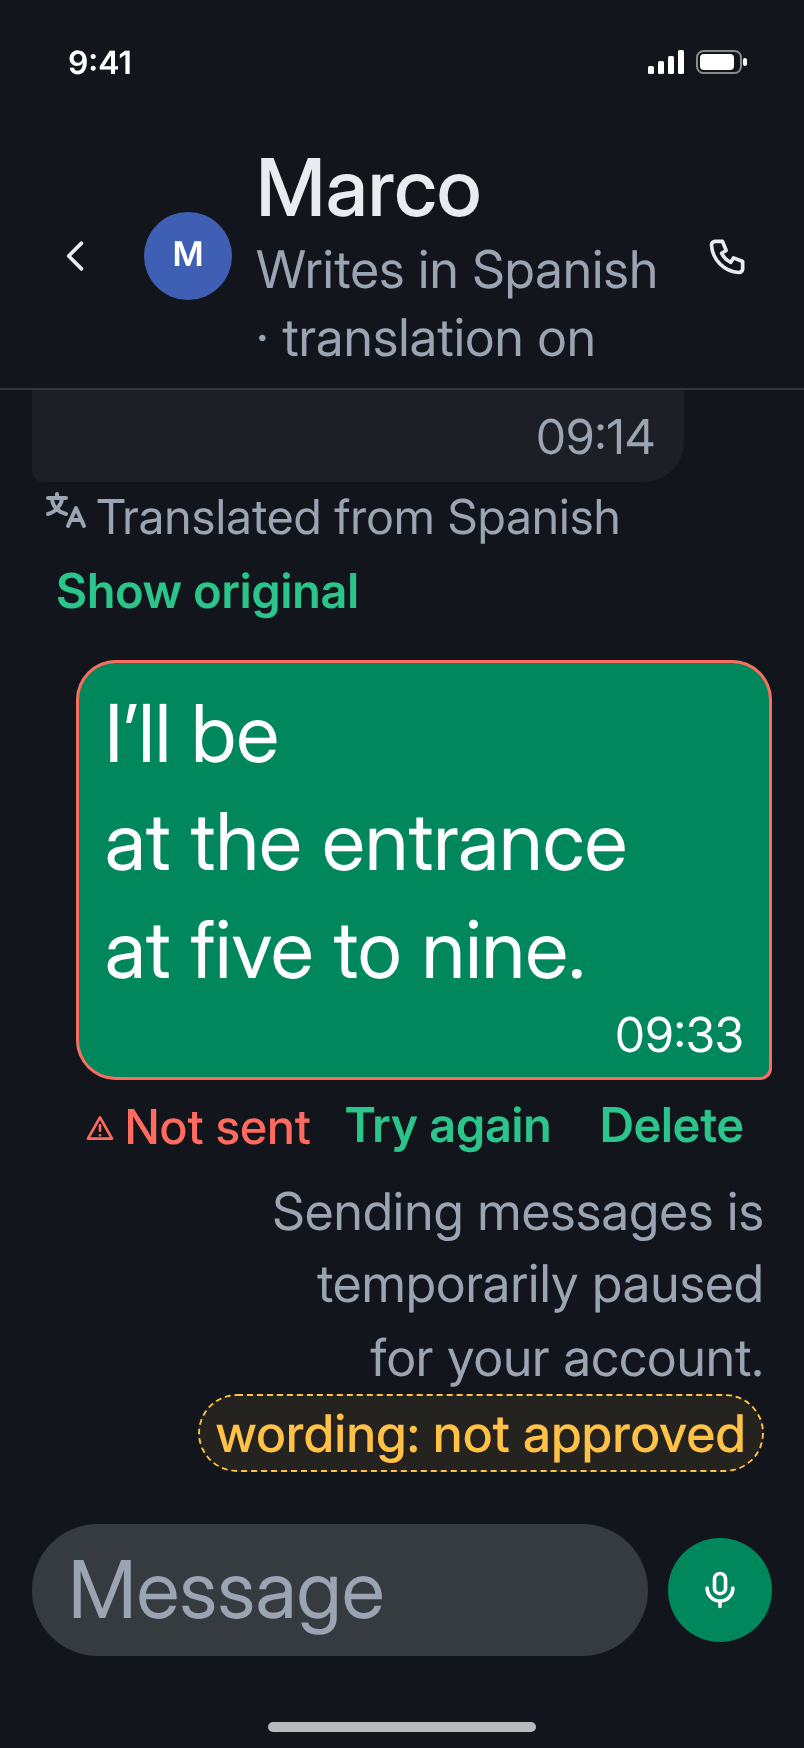 9:41
Marco
M
Writes in Spanish
· translation on
09:14
Translated from Spanish
Show original
I’ll be
at the entrance
at five to nine.
09:33
Not sent Try again Delete
Sending messages is
temporarily paused
for your account.
wording: not approved
Message